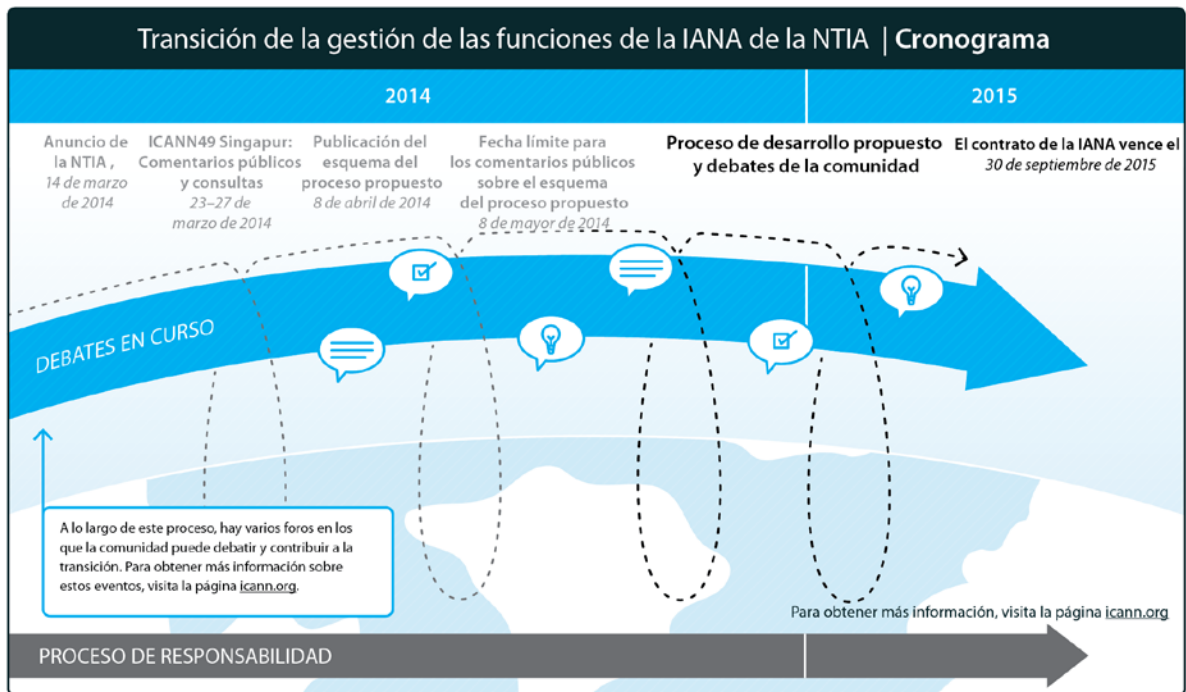 Transición de la gestión de las funciones de la IANA de la NTIA | Cronograma
2014
2015
Anuncio de
la NTIA ,
14 de marzo
de 2014
ICANN49 Singapur:
Comentarios públicos
y consultas
23–27 de
marzo de 2014
Publicación del
esquema del
proceso propuesto
8 de abril de 2014
Fecha límite para
los comentarios públicos
sobre el esquema
del proceso propuesto
8 de mayor de 2014
Proceso de desarrollo propuesto
y debates de la comunidad
El contrato de la IANA vence el
30 de septiembre de 2015
DEBATES EN CURSO
A lo largo de este proceso, hay varios foros en los
que la comunidad puede debatir y contribuir a la
transición. Para obtener más información sobre
estos eventos, visita la página icann.org.
Para obtener más información, visita la página icann.org
PROCESO DE RESPONSABILIDAD